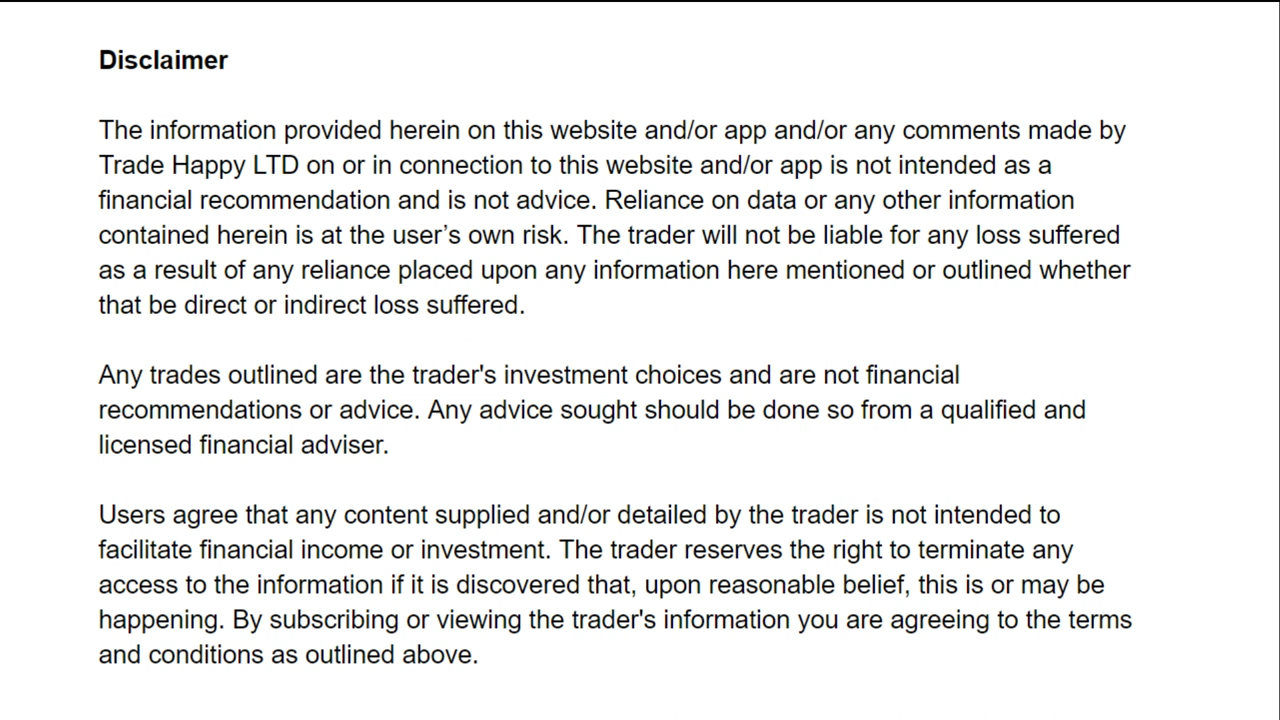 Disclaimer
The information provided herein on this website and/or app and/or any comments made by
Trade Happy LTD on or in connection to this website and/or app is not intended as a
financial recommendation and is not advice. Reliance on data or any other information
contained herein is at the user’s own risk. The trader will not be liable for any loss suffered
as a result of any reliance placed upon any information here mentioned or outlined whether
that be direct or indirect loss suffered.
Any trades outlined are the trader's investment choices and are not financial
recommendations or advice. Any advice sought should be done so from a qualified and
licensed financial adviser.
Users agree that any content supplied and/or detailed by the trader is not intended to
facilitate financial income or investment. The trader reserves the right to terminate any
access to the information if it is discovered that, upon reasonable belief, this is or may be
happening. By subscribing or viewing the trader's information you are agreeing to the terms
and conditions as outlined above.